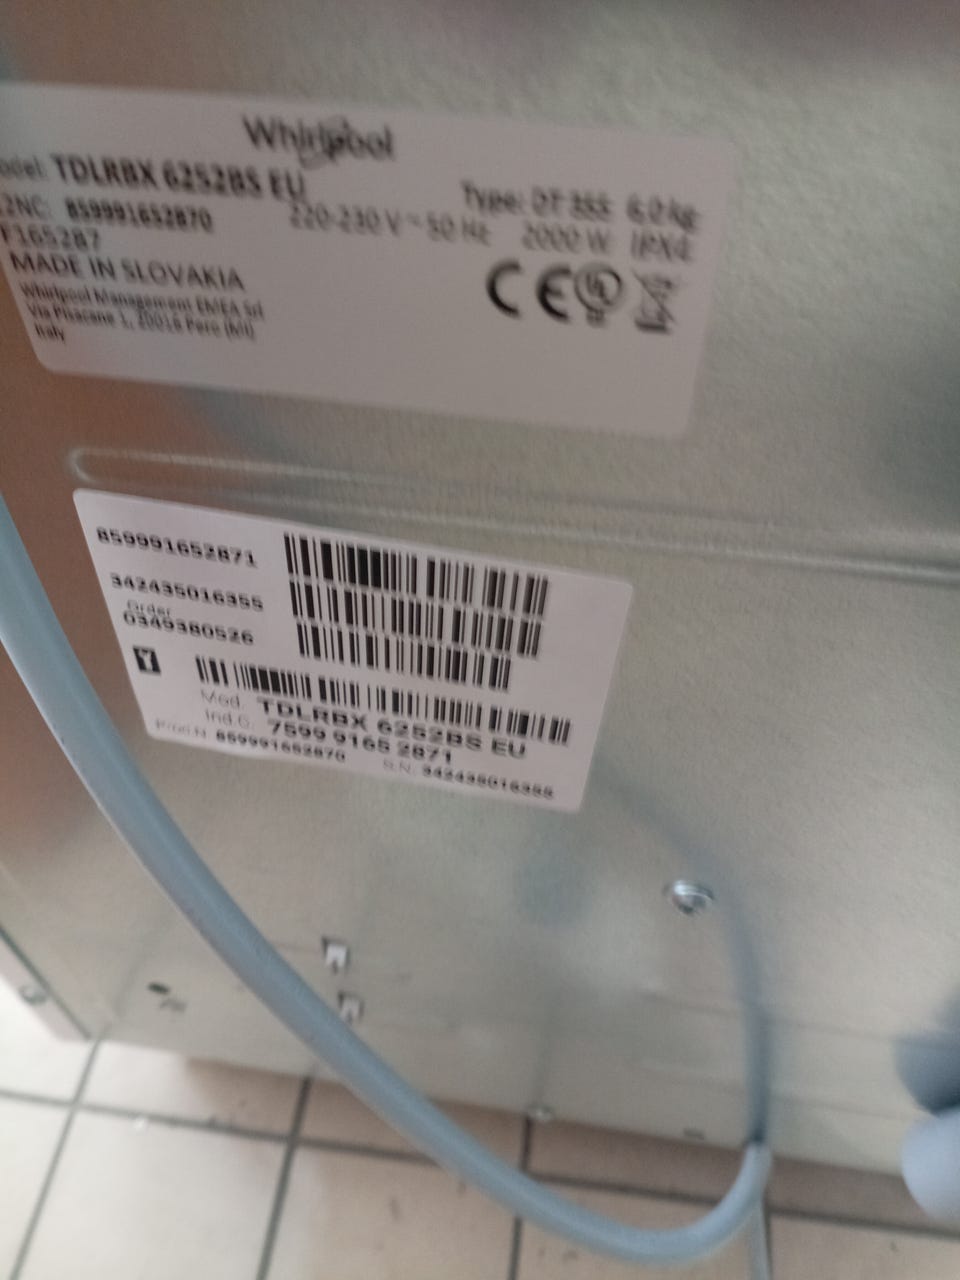 Whirlpool
odel: TDLRBX 6252BS EU
Type: DT 355 6.0 kg
2NC: 859991652870
220-230 V ~ 50 Hz 2000 W IPX4
F165287
MADE IN SLOVAKIA
Whirlpool Management EMEA Srl
Via Pisacane 1, 20016 Pero (MI)
Italy
CE
859991652871
342435016355
Order
0349380526
Mod. TDLRBX 6252BS EU
Ind.C. 7599 9165 2871
Prod.N. 859991652870 S.N. 342435016355